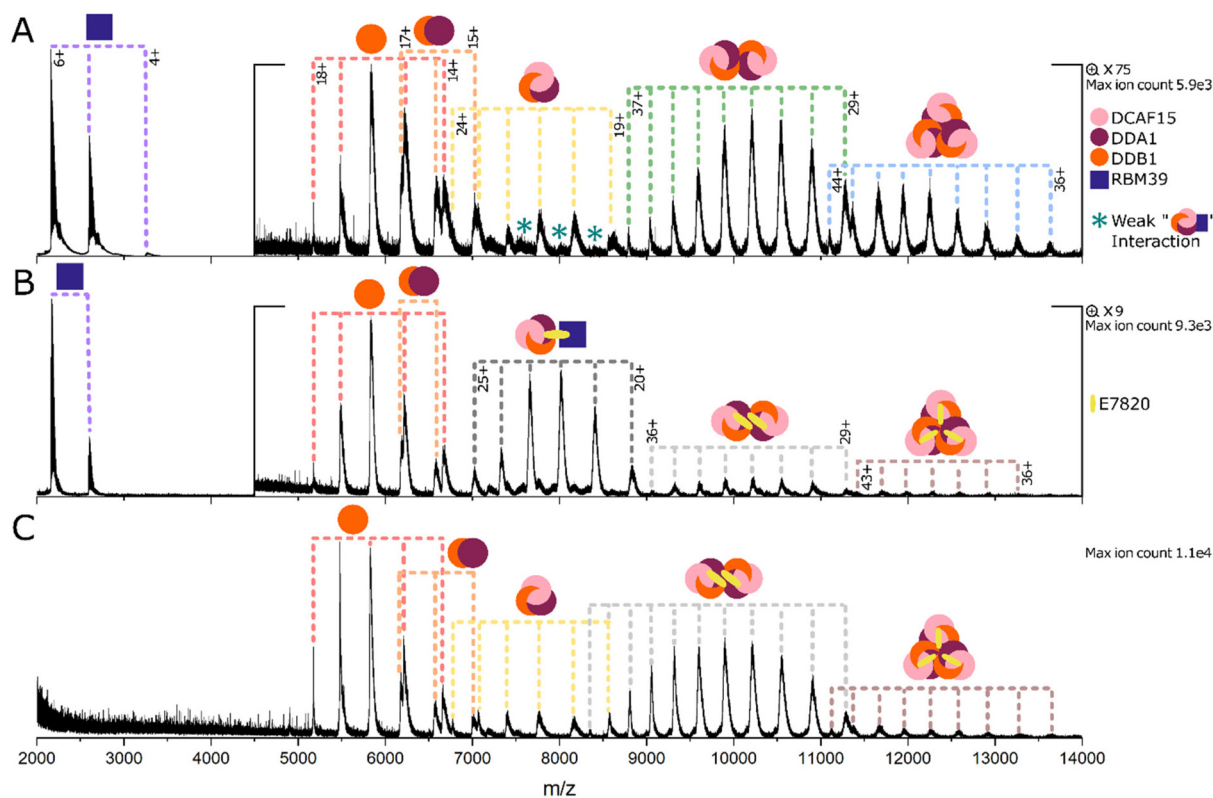 A
6+
4+
18+
17+
14+
15+
24+
19+
37+
29+
44+
36+
⊕ X75
Max ion count 5.9e3
DCAF15
DDA1
DDB1
RBM39
* Weak " "
Interaction
B
25+
20+
36+
29+
43+
36+
⊕ X9
Max ion count 9.3e3
E7820
C
Max ion count 1.1e4
2000 3000 4000 5000 6000 7000 8000 9000 10000 11000 12000 13000 14000
m/z